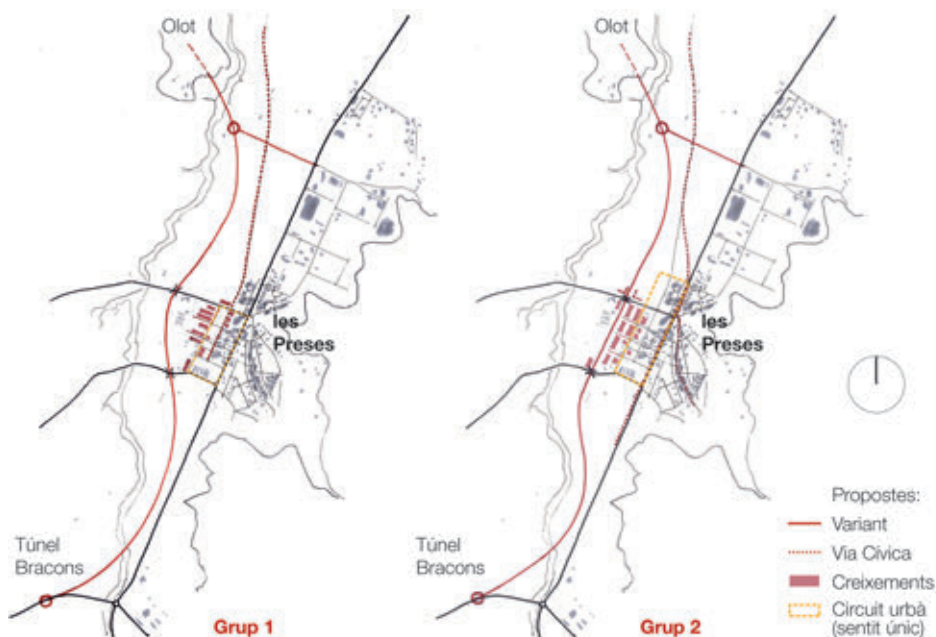 Olot
les
Preses
Túnel
Bracons
Grup 1
Olot
les
Preses
Túnel
Bracons
Grup 2
Propostes:
Variant
Via Cívica
Creixements
Circuit urbà
(sentit únic)